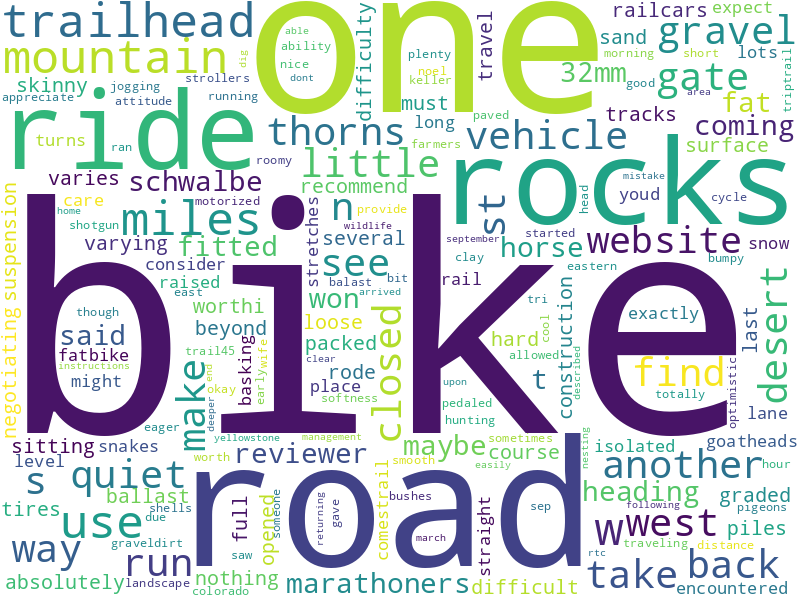 trailhead one travel railcars gravel
mountain difficulty plenty 32mm sand expect lots
skinny jogging strollers able ability nice dont dig noel keller morning short good triptrail
appreciate attitude running must gate fat area
ride ran paved long tracks coming
turns thorns farmers vehicle surface
varies schwalbe roomy little recommend rocks mistake youd head cycle
care home motorized n st started
shotgun miles stretches several horse website snow
suspension varying fitted wildlife see september clay eastern bumpy
negotiating consider raised east won balast bit rail tri cool
worthi loose arrived hard allowed construction described desert
though bike beyond packed exactly last
said trail45 basking early wife place rode t find optimistic
fatbike instructions okay end clear closed upon totally
might make deeper softness pedaled hunting lane
eager yellowstone management maybe sometimes isolated goatheads
sitting snakes reviewer smooth course nesting hour
level s quiet worth easily another
tires ballast full opened comestrail bushes straight heading graded pigeons
shells use due road returning gave sep following piles
graveldirt saw someone march w west traveling distance
way run nothing rtc take back
absolutely landscape colorado marathoners difficult encountered
provide